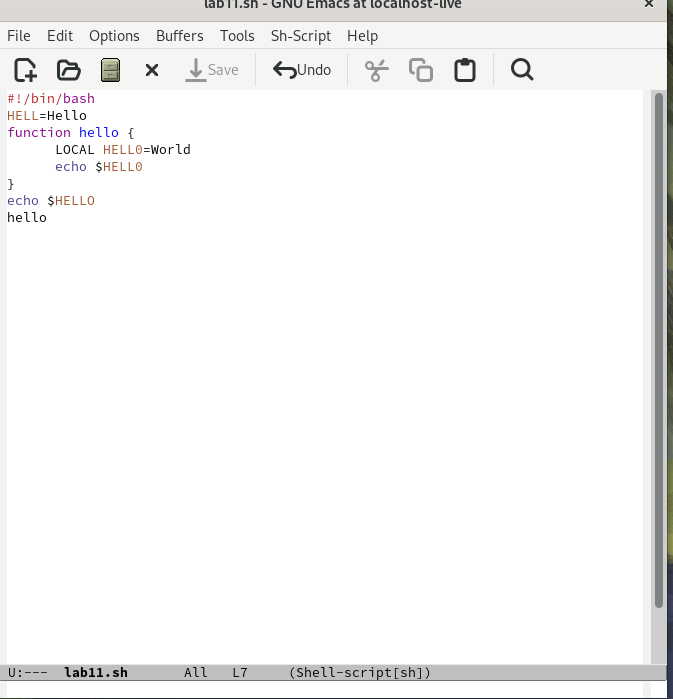 lab11.sh - GNU Emacs at localhost-live
File Edit Options Buffers Tools Sh-Script Help
Save Undo
#!/bin/bash
HELL=Hello
function hello {
LOCAL HELL0=World
echo $HELL0
}
echo $HELLO
hello
U:--- lab11.sh All L7 (Shell-script[sh])